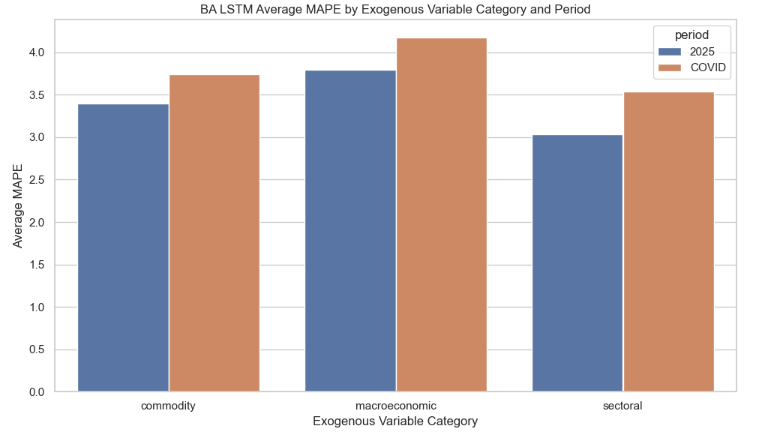 BA LSTM Average MAPE by Exogenous Variable Category and Period
period
2025
COVID
4.0
3.5
3.0
2.5
2.0
1.5
1.0
0.5
0.0
Average MAPE
commodity macroeconomic sectoral
Exogenous Variable Category